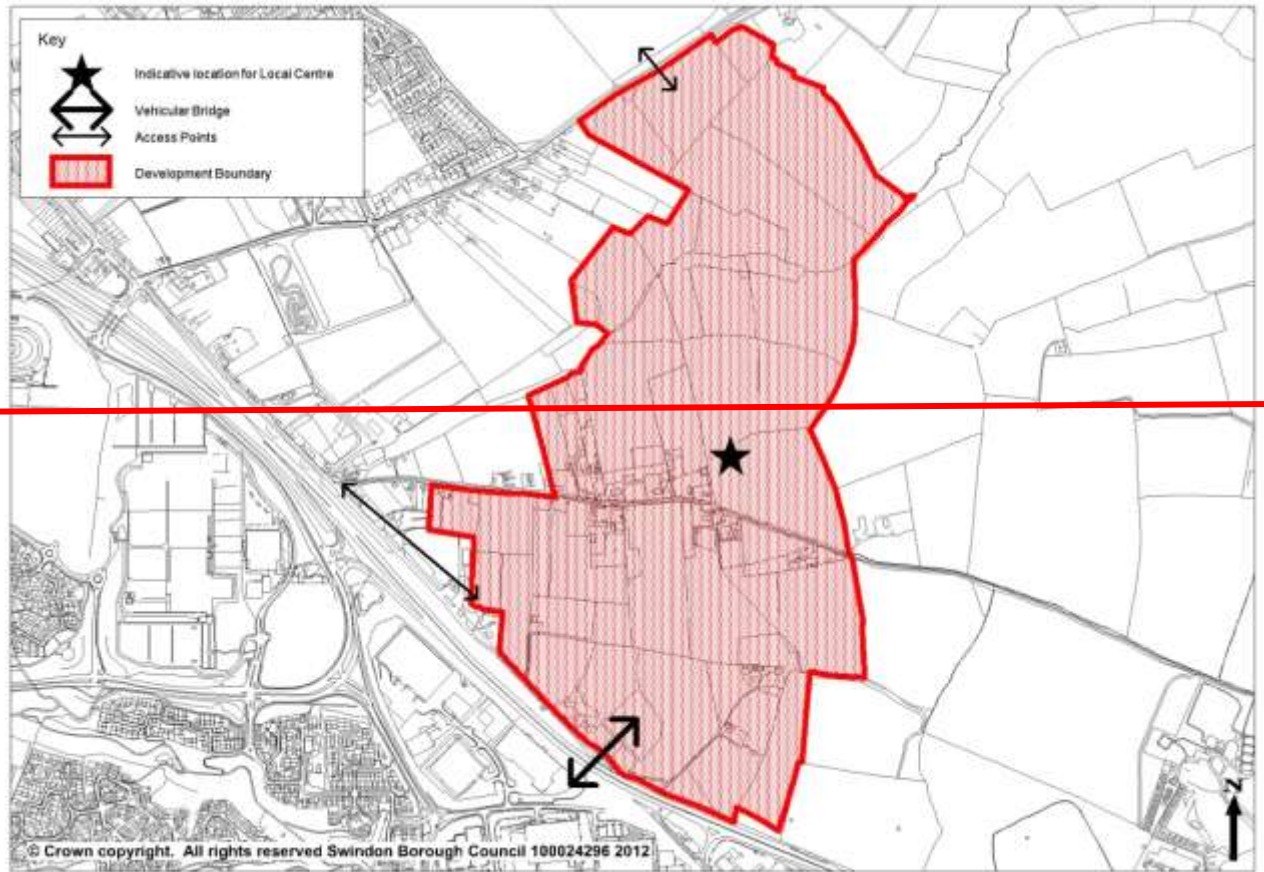 Key
Indicative location for Local Centre
Vehicular Bridge
Access Points
Development Boundary
N
© Crown copyright. All rights reserved Swindon Borough Council 100024296 2012